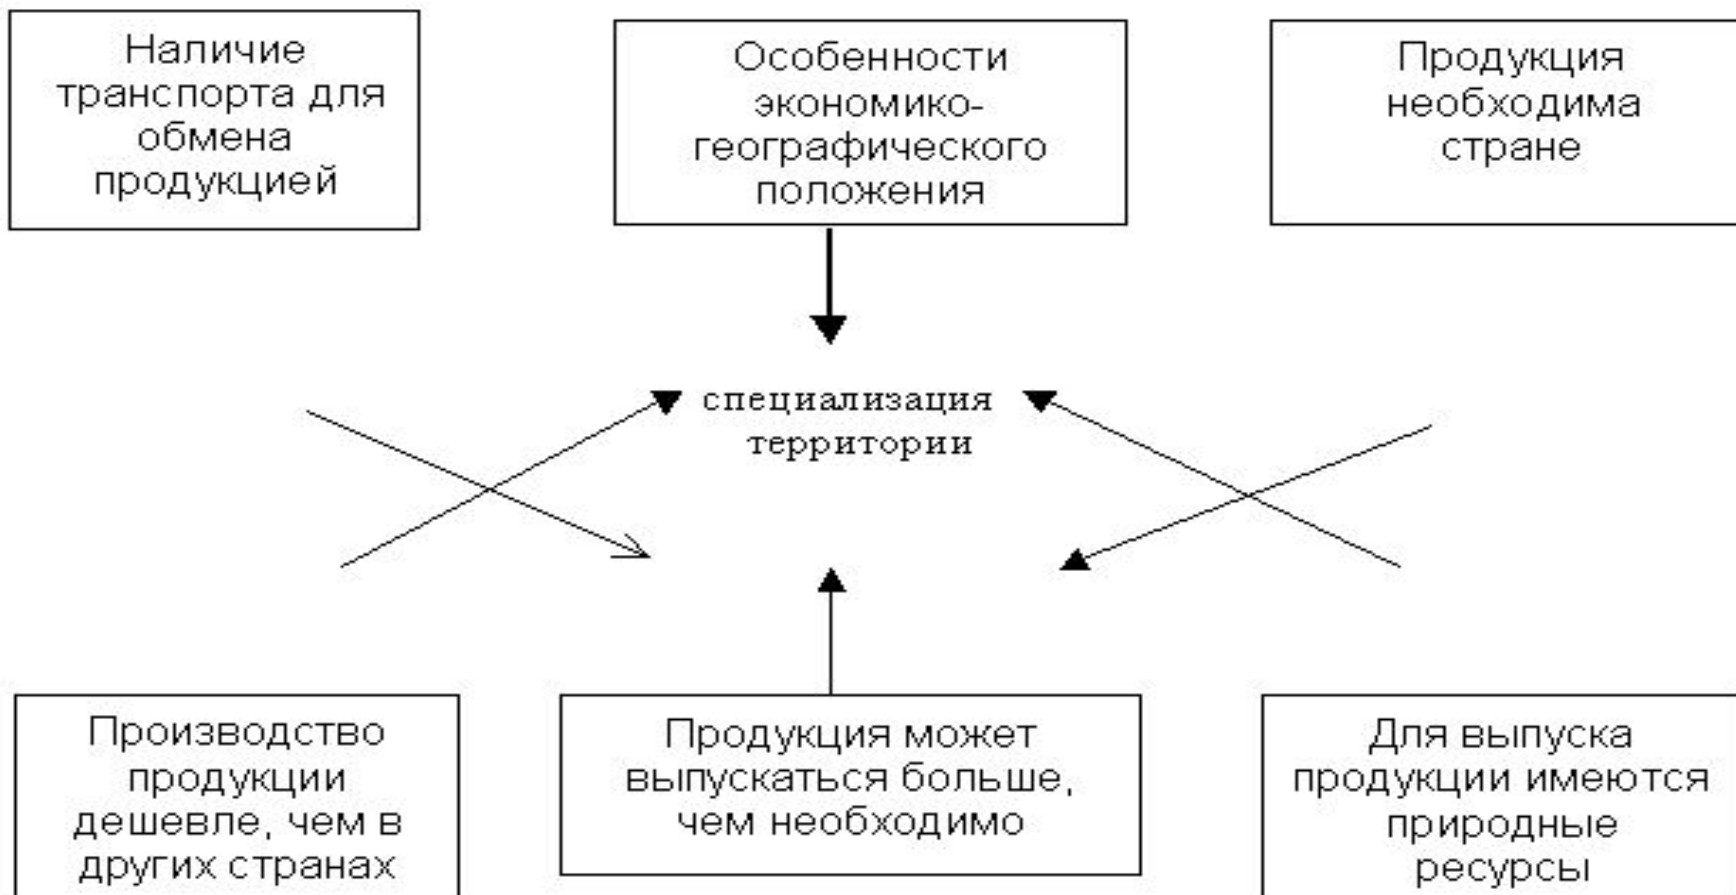 Наличие
транспорта для
обмена
продукцией
Особенности
экономико-
географического
положения
Продукция
необходима
стране
специализация
территории
Производство
продукции
дешевле, чем в
других странах
Продукция может
выпускаться больше,
чем необходимо
Для выпуска
продукции имеются
природные
ресурсы